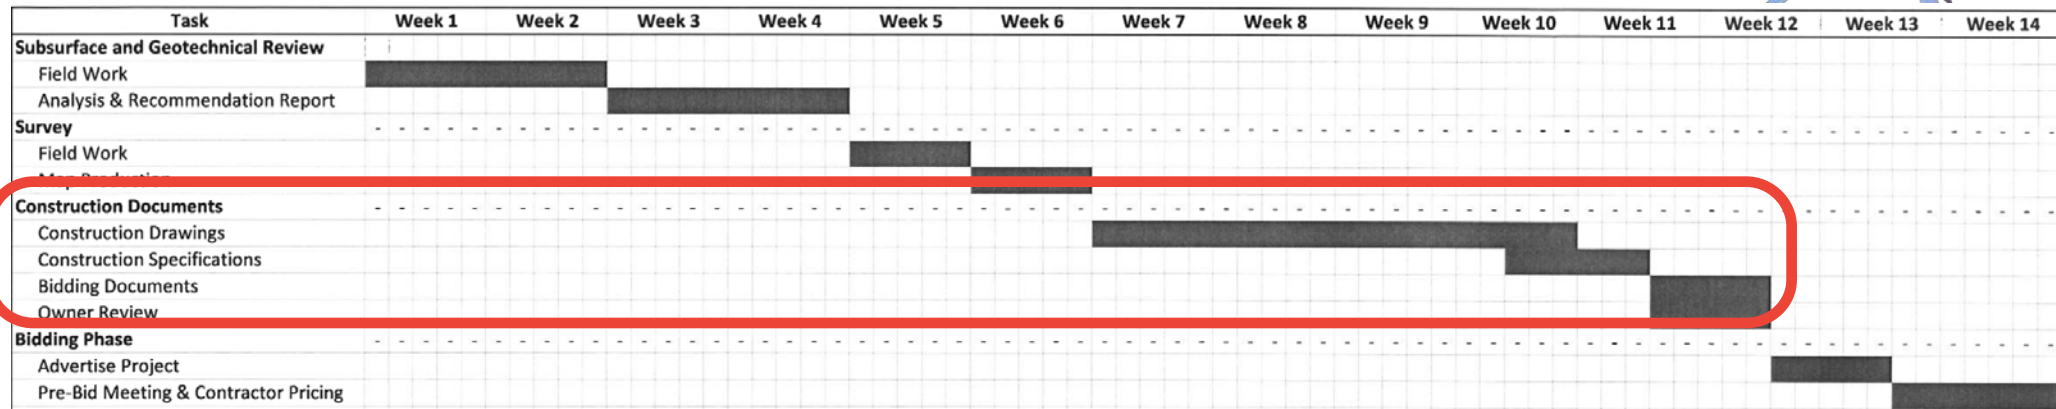 Task Week 1 Week 2 Week 3 Week 4 Week 5 Week 6 Week 7 Week 8 Week 9 Week 10 Week 11 Week 12 Week 13 Week 14
Subsurface and Geotechnical Review
Field Work
Analysis & Recommendation Report
Survey
Field Work
Map Production
Construction Documents
Construction Drawings
Construction Specifications
Bidding Documents
Owner Review
Bidding Phase
Advertise Project
Pre-Bid Meeting & Contractor Pricing